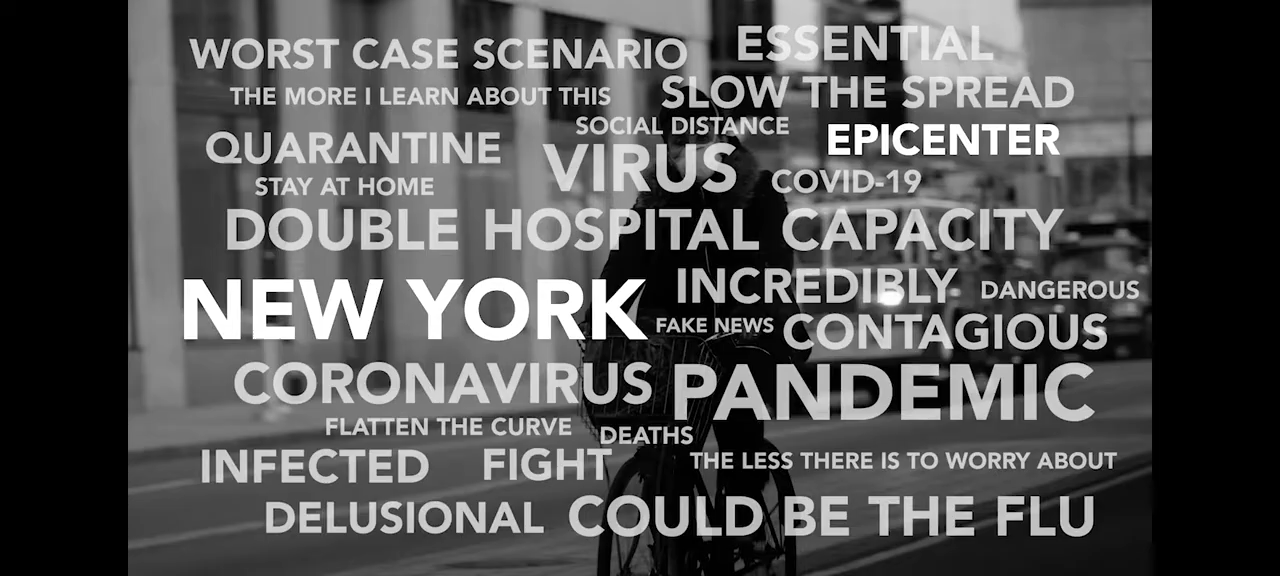 WORST CASE SCENARIO
ESSENTIAL
THE MORE I LEARN ABOUT THIS
SLOW THE SPREAD
SOCIAL DISTANCE
EPICENTER
QUARANTINE
VIRUS
STAY AT HOME
COVID-19
DOUBLE HOSPITAL CAPACITY
NEW YORK
INCREDIBLY
DANGEROUS
FAKE NEWS
CONTAGIOUS
CORONAVIRUS
PANDEMIC
FLATTEN THE CURVE
DEATHS
INFECTED
FIGHT
THE LESS THERE IS TO WORRY ABOUT
DELUSIONAL
COULD BE THE FLU